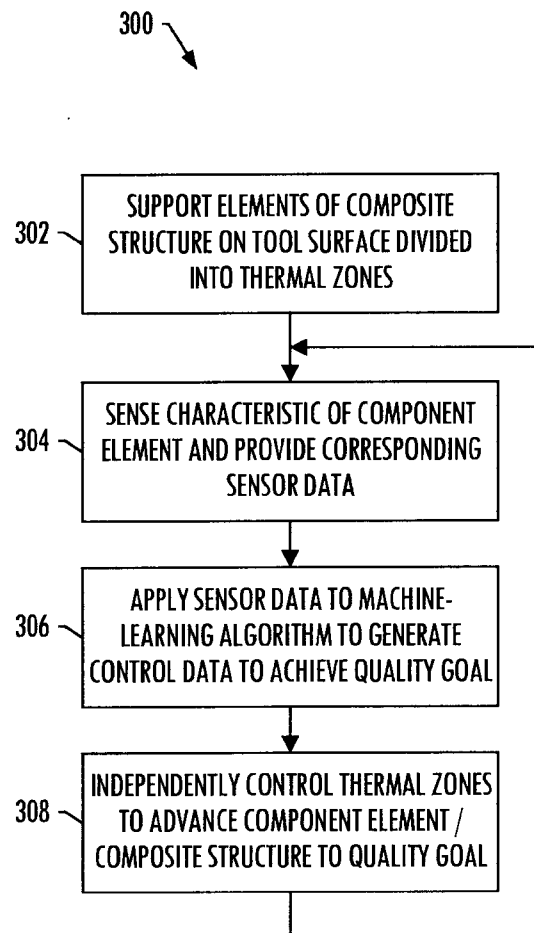 300
302
SUPPORT ELEMENTS OF COMPOSITE
STRUCTURE ON TOOL SURFACE DIVIDED
INTO THERMAL ZONES
304
SENSE CHARACTERISTIC OF COMPONENT
ELEMENT AND PROVIDE CORRESPONDING
SENSOR DATA
306
APPLY SENSOR DATA TO MACHINE-
LEARNING ALGORITHM TO GENERATE
CONTROL DATA TO ACHIEVE QUALITY GOAL
308
INDEPENDENTLY CONTROL THERMAL ZONES
TO ADVANCE COMPONENT ELEMENT /
COMPOSITE STRUCTURE TO QUALITY GOAL